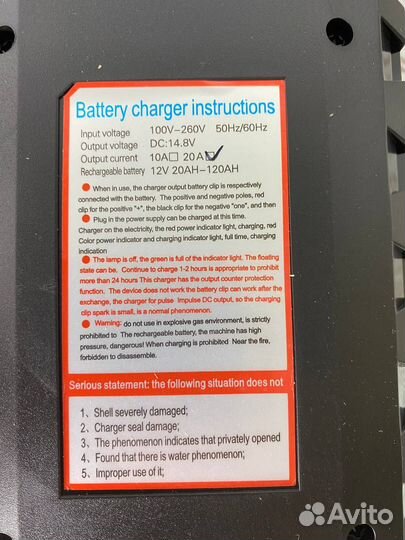 Battery charger instructions
Input voltage 100V-260V 50Hz/60Hz
Output voltage DC:14.8V
Output current 10A□ 20A☑
Rechargeable battery 12V 20AH-120AH
● When in use, the charger output battery clip is respectively
connected with the battery. The positive and negative poles, red
clip for the positive "+", the black clip for the negative "one", and then
● Plug in the power supply can be charged at this time.
Charger on the electricity, the red power indicator light, charging, red
Color power indicator and charging indicator light, full time, charging
indication
● The lamp is off, the green is full of the indicator light. The floating
state can be. Continue to charge 1-2 hours is appropriate to prohibit
more than 24 hours This charger has the output counter protection
function. The device does not work the battery clip can work after the
exchange, the charger for pulse Impulse DC output, so the charging
clip spark is small, is a normal phenomenon.
● Warning: do not use in explosive gas environment, is strictly
prohibited to The rechargeable battery, the machine has high
pressure, dangerous! When charging is prohibited Near the fire,
forbidden to disassemble.
Serious statement: the following situation does not
1、Shell severely damaged;
2、Charger seal damage;
3、The phenomenon indicates that privately opened
4、Found that there is water phenomenon;
5、Improper use of it;
Avito